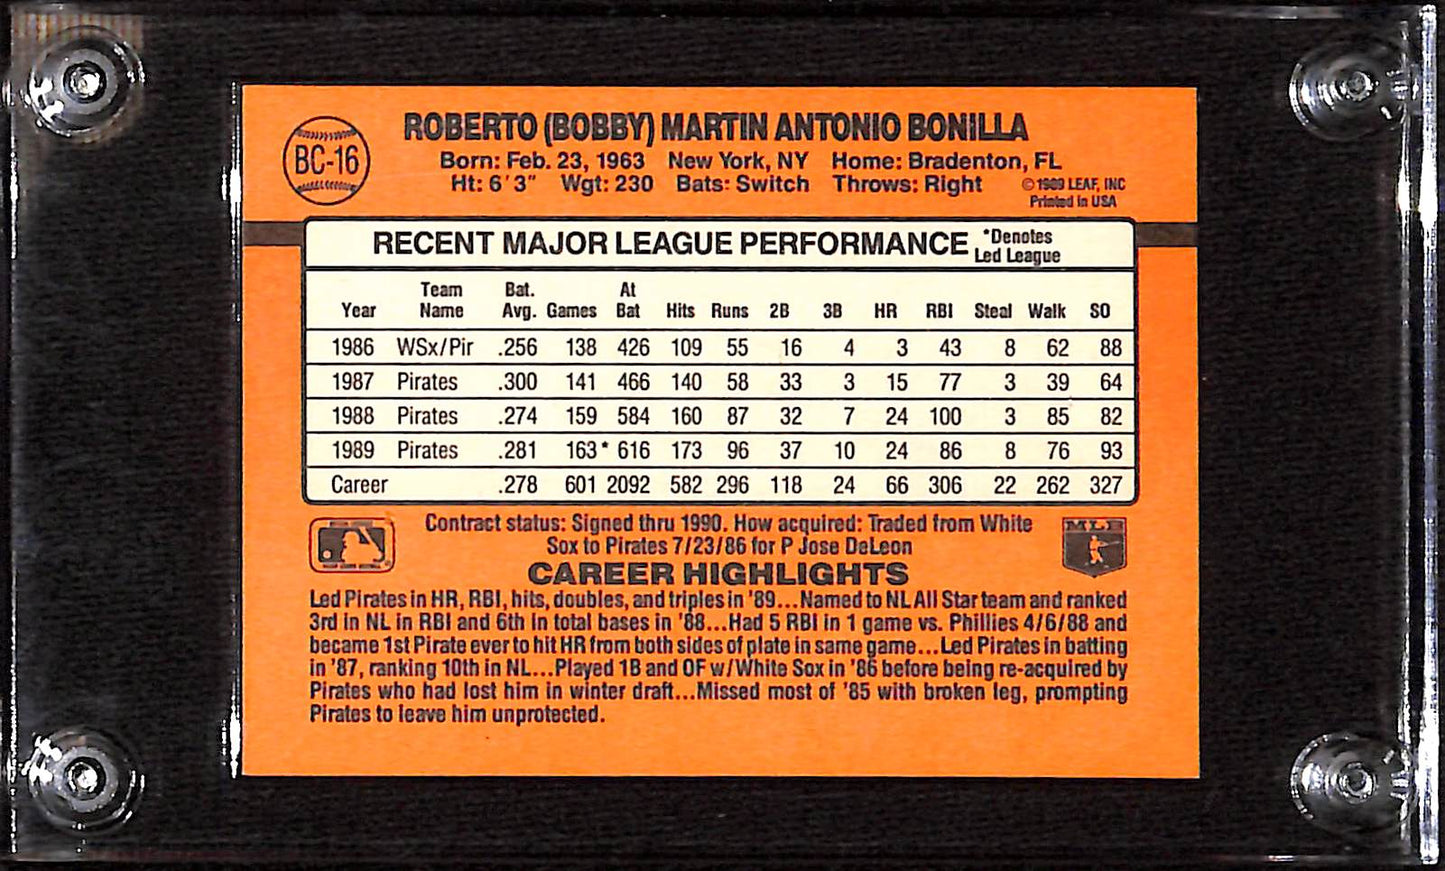 BC-16
ROBERTO (BOBBY) MARTIN ANTONIO BONILLA
Born: Feb. 23, 1963 New York, NY Home: Bradenton, FL
Ht: 6'3" Wgt: 230 Bats: Switch Throws: Right © 1989 LEAF, INC
Printed in USA
RECENT MAJOR LEAGUE PERFORMANCE *Denotes Led League
Year Team Name Bat. Avg. Games At Bat Hits Runs 2B 3B HR RBI Steal Walk SO
1986 WSx/Pir .256 138 426 109 55 16 4 3 43 8 62 88
1987 Pirates .300 141 466 140 58 33 3 15 77 3 39 64
1988 Pirates .274 159 584 160 87 32 7 24 100 3 85 82
1989 Pirates .281 163* 616 173 96 37 10 24 86 8 76 93
Career .278 601 2092 582 296 118 24 66 306 22 262 327
Contract status: Signed thru 1990. How acquired: Traded from White
Sox to Pirates 7/23/86 for P Jose DeLeon
MLB
CAREER HIGHLIGHTS
Led Pirates in HR, RBI, hits, doubles, and triples in '89...Named to NL All Star team and ranked
3rd in NL in RBI and 6th in total bases in '88...Had 5 RBI in 1 game vs. Phillies 4/6/88 and
became 1st Pirate ever to hit HR from both sides of plate in same game...Led Pirates in batting
in '87, ranking 10th in NL...Played 1B and OF w/White Sox in '86 before being re-acquired by
Pirates who had lost him in winter draft...Missed most of '85 with broken leg, prompting
Pirates to leave him unprotected.